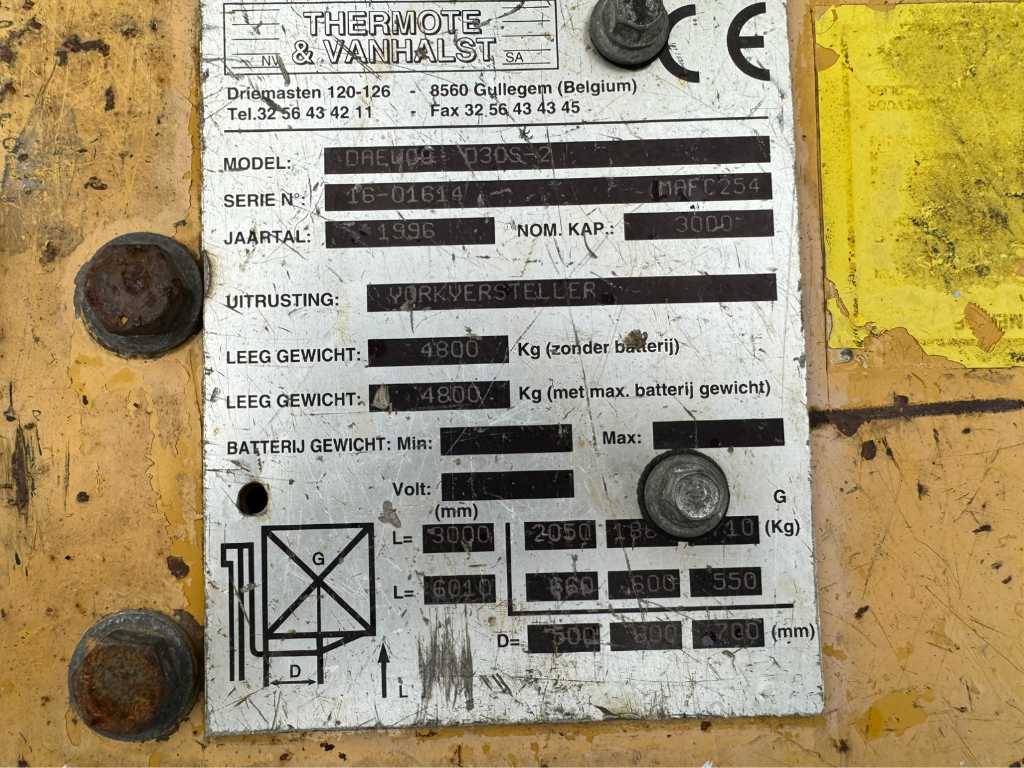 THERMOTE
NV & VANHALST SA
CE
Driemasten 120-126 - 8560 Gullegem (Belgium)
Tel.32 56 43 42 11 - Fax 32 56 43 43 45
MODEL: DAEWOO D30S-2
SERIE N°: 16-01614 MAFC254
JAARTAL: 1996 NOM. KAP.: 3000
UITRUSTING: VORKVERSTELLER
LEEG GEWICHT: 4800 Kg (zonder batterij)
LEEG GEWICHT: 4800 Kg (met max. batterij gewicht)
BATTERIJ GEWICHT: Min: Max:
Volt:
(mm) G
L= 3000 2050 (Kg)
L= 6010 660 600 550
D= 500 600 (mm)
G
D
L